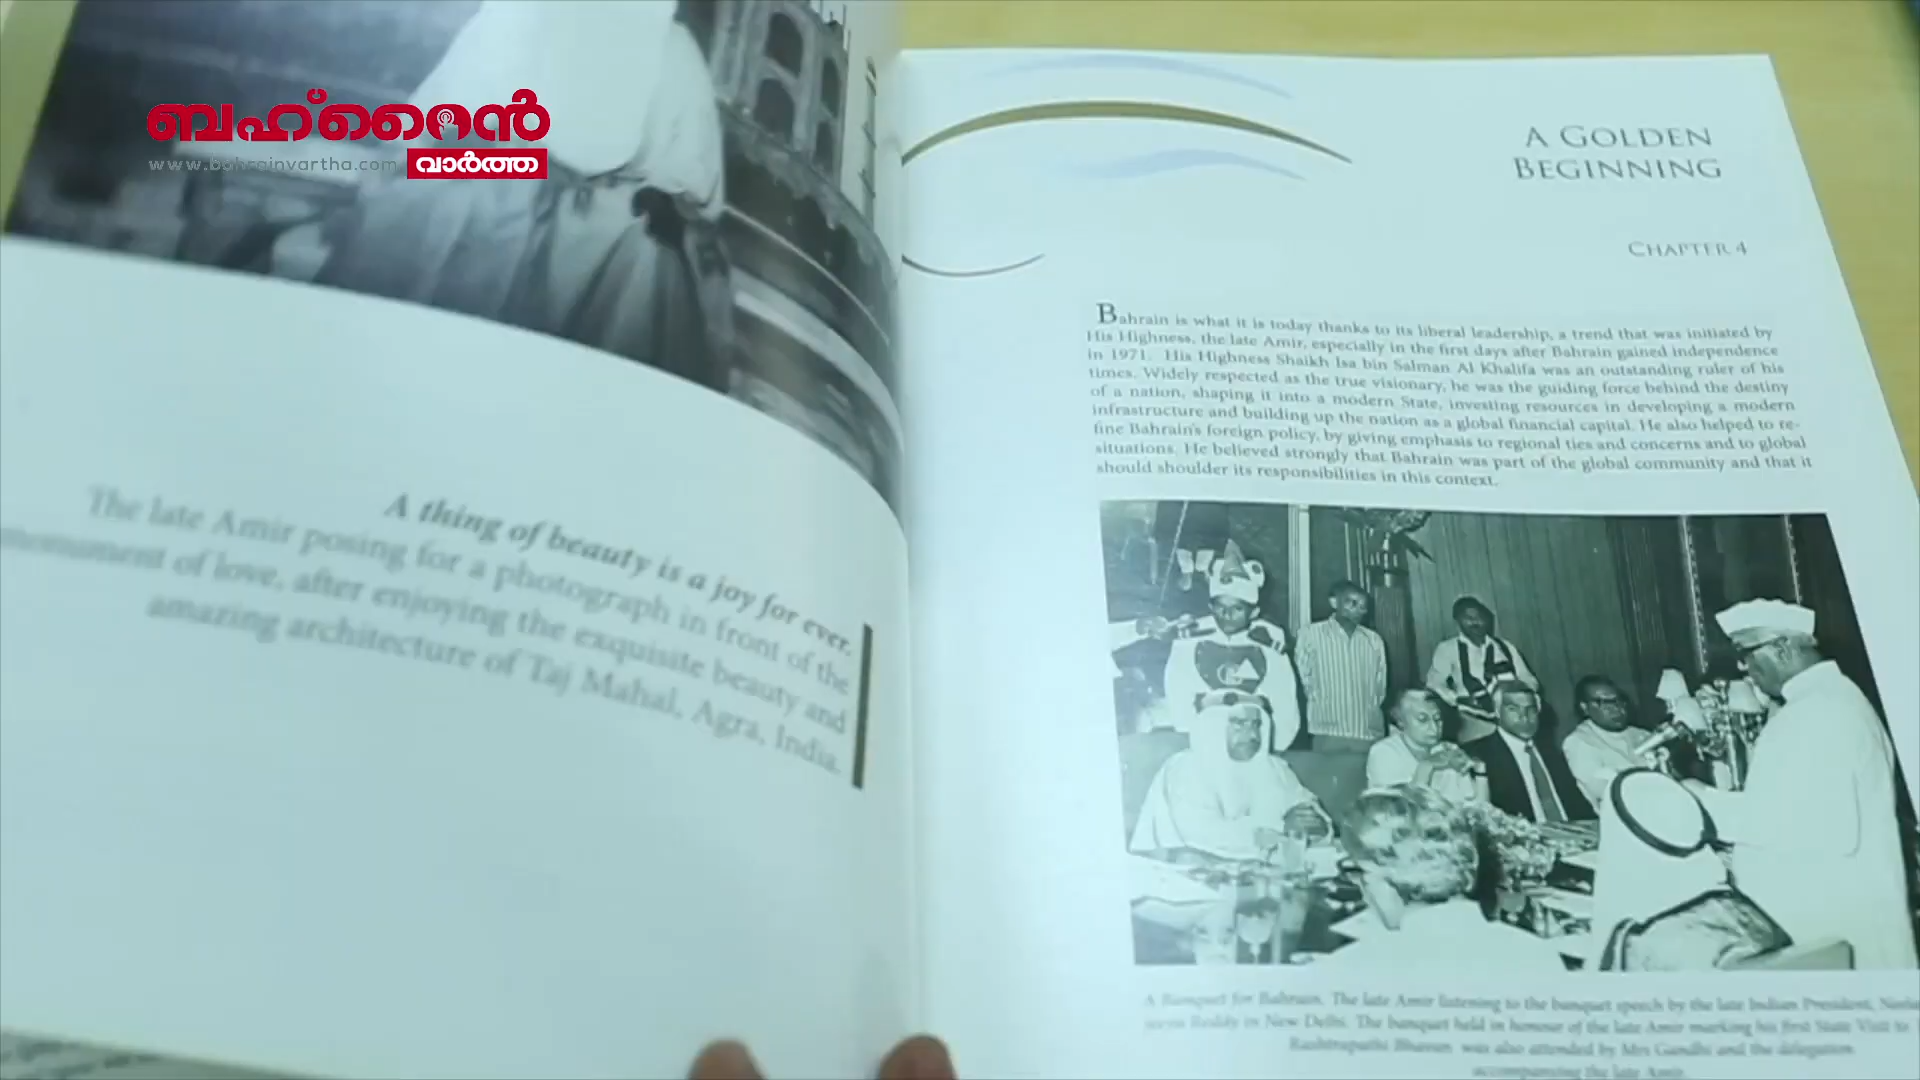 ബഹ്റൈൻ
www.bahrainvartha.com
വാർത്ത
A thing of beauty is a joy for ever.
The late Amir posing for a photograph in front of the
monument of love, after enjoying the exquisite beauty and
amazing architecture of Taj Mahal, Agra, India.
A GOLDEN
BEGINNING
CHAPTER 4
Bahrain is what it is today thanks to its liberal leadership, a trend that was initiated by
His Highness, the late Amir, especially in the first days after Bahrain gained independence
in 1971. His Highness Shaikh Isa bin Salman Al Khalifa was an outstanding ruler of his
times. Widely respected as the true visionary, he was the guiding force behind the destiny
of a nation, shaping it into a modern State, investing resources in developing a modern
infrastructure and building up the nation as a global financial capital. He also helped to re-
fine Bahrain's foreign policy, by giving emphasis to regional ties and concerns and to global
situations. He believed strongly that Bahrain was part of the global community and that it
should shoulder its responsibilities in this context.
A Banquet for Bahrain. The late Amir listening to the banquet speech by the late Indian President,
Reddy in New Delhi. The banquet held in honour of the late Amir marking his first State Visit to
Rashtrapathi Bhavan was also attended by Mrs Gandhi and the delegation
accompanying the late Amir.